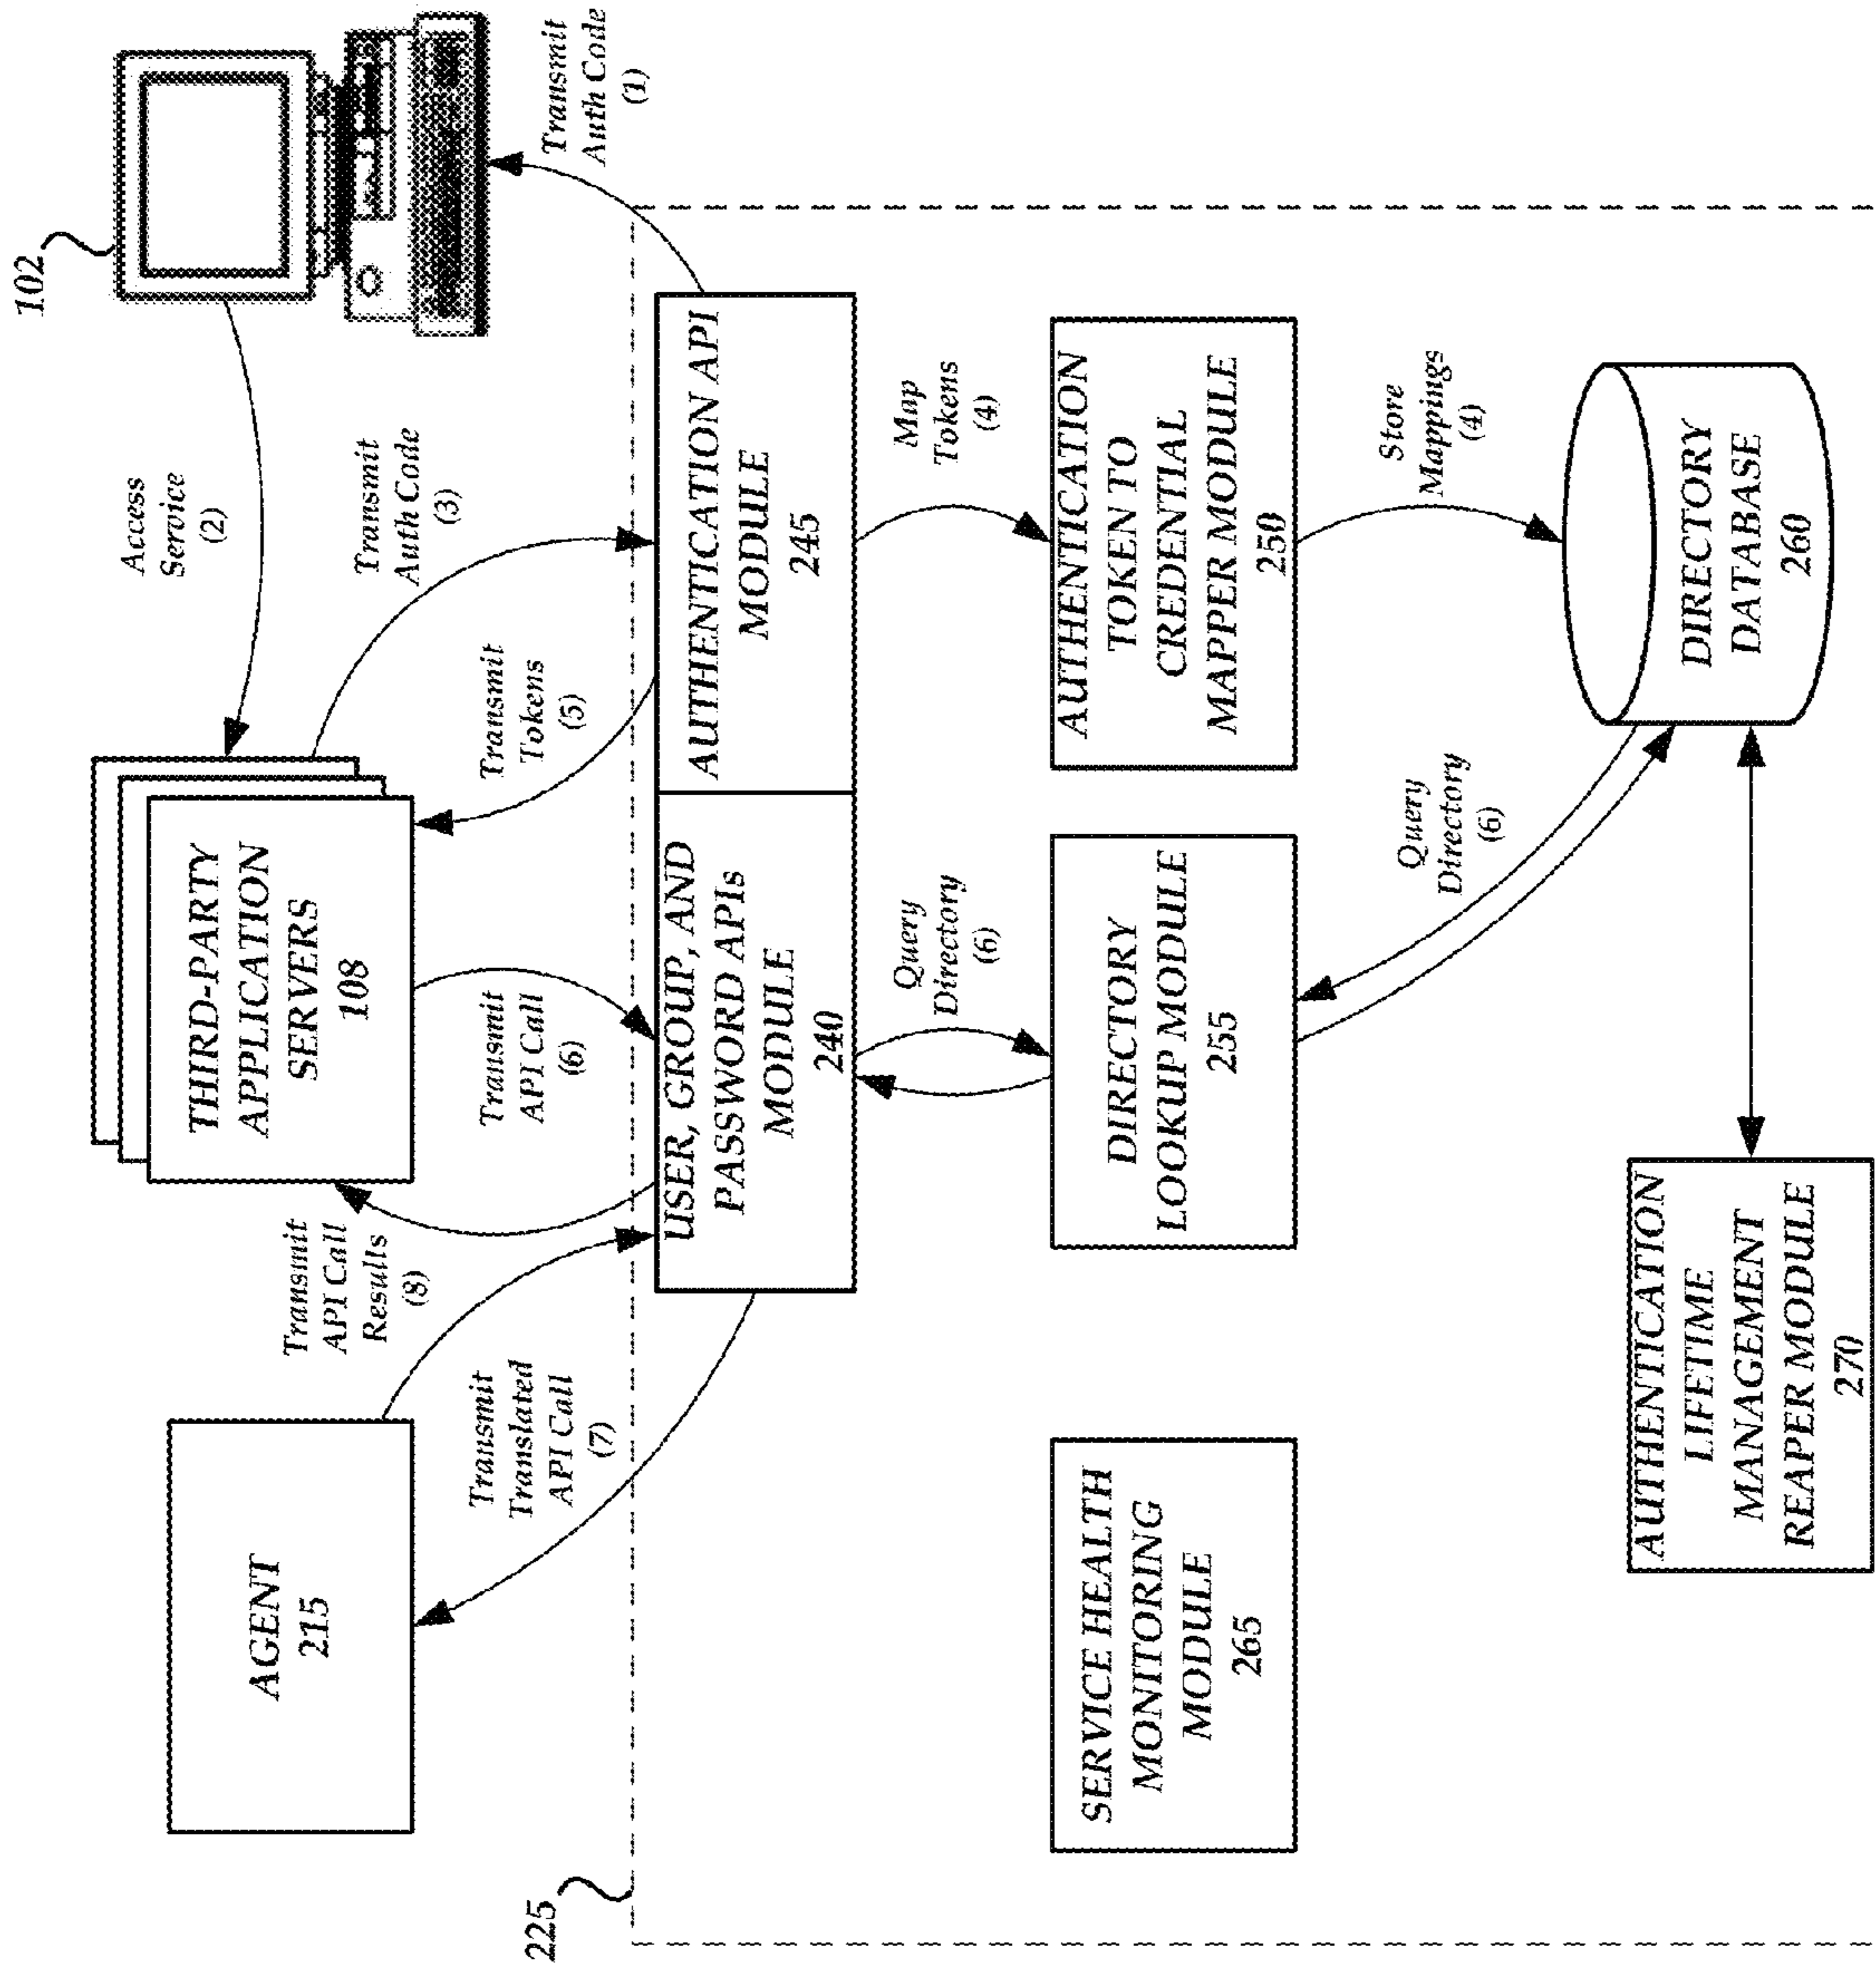 AGENT
215
THIRD-PARTY
APPLICATION
SERVERS
108
102
Access
Service
(2)
Transmit
API Call
Results
(8)
Transmit
Translated
API Call
(7)
Transmit
API Call
(6)
Transmit
Tokens
(5)
Transmit
Auth Code
(3)
Transmit
Auth Code
(1)
225
USER, GROUP, AND
PASSWORD APIs
MODULE
240
AUTHENTICATION API
MODULE
245
Query
Directory
(6)
Map
Tokens
(4)
SERVICE HEALTH
MONITORING
MODULE
265
DIRECTORY
LOOKUP MODULE
255
AUTHENTICATION
TOKEN TO
CREDENTIAL
MAPPER MODULE
250
Query
Directory
(6)
Store
Mappings
(4)
AUTHENTICATION
LIFETIME
MANAGEMENT
REAPER MODULE
270
DIRECTORY
DATABASE
260